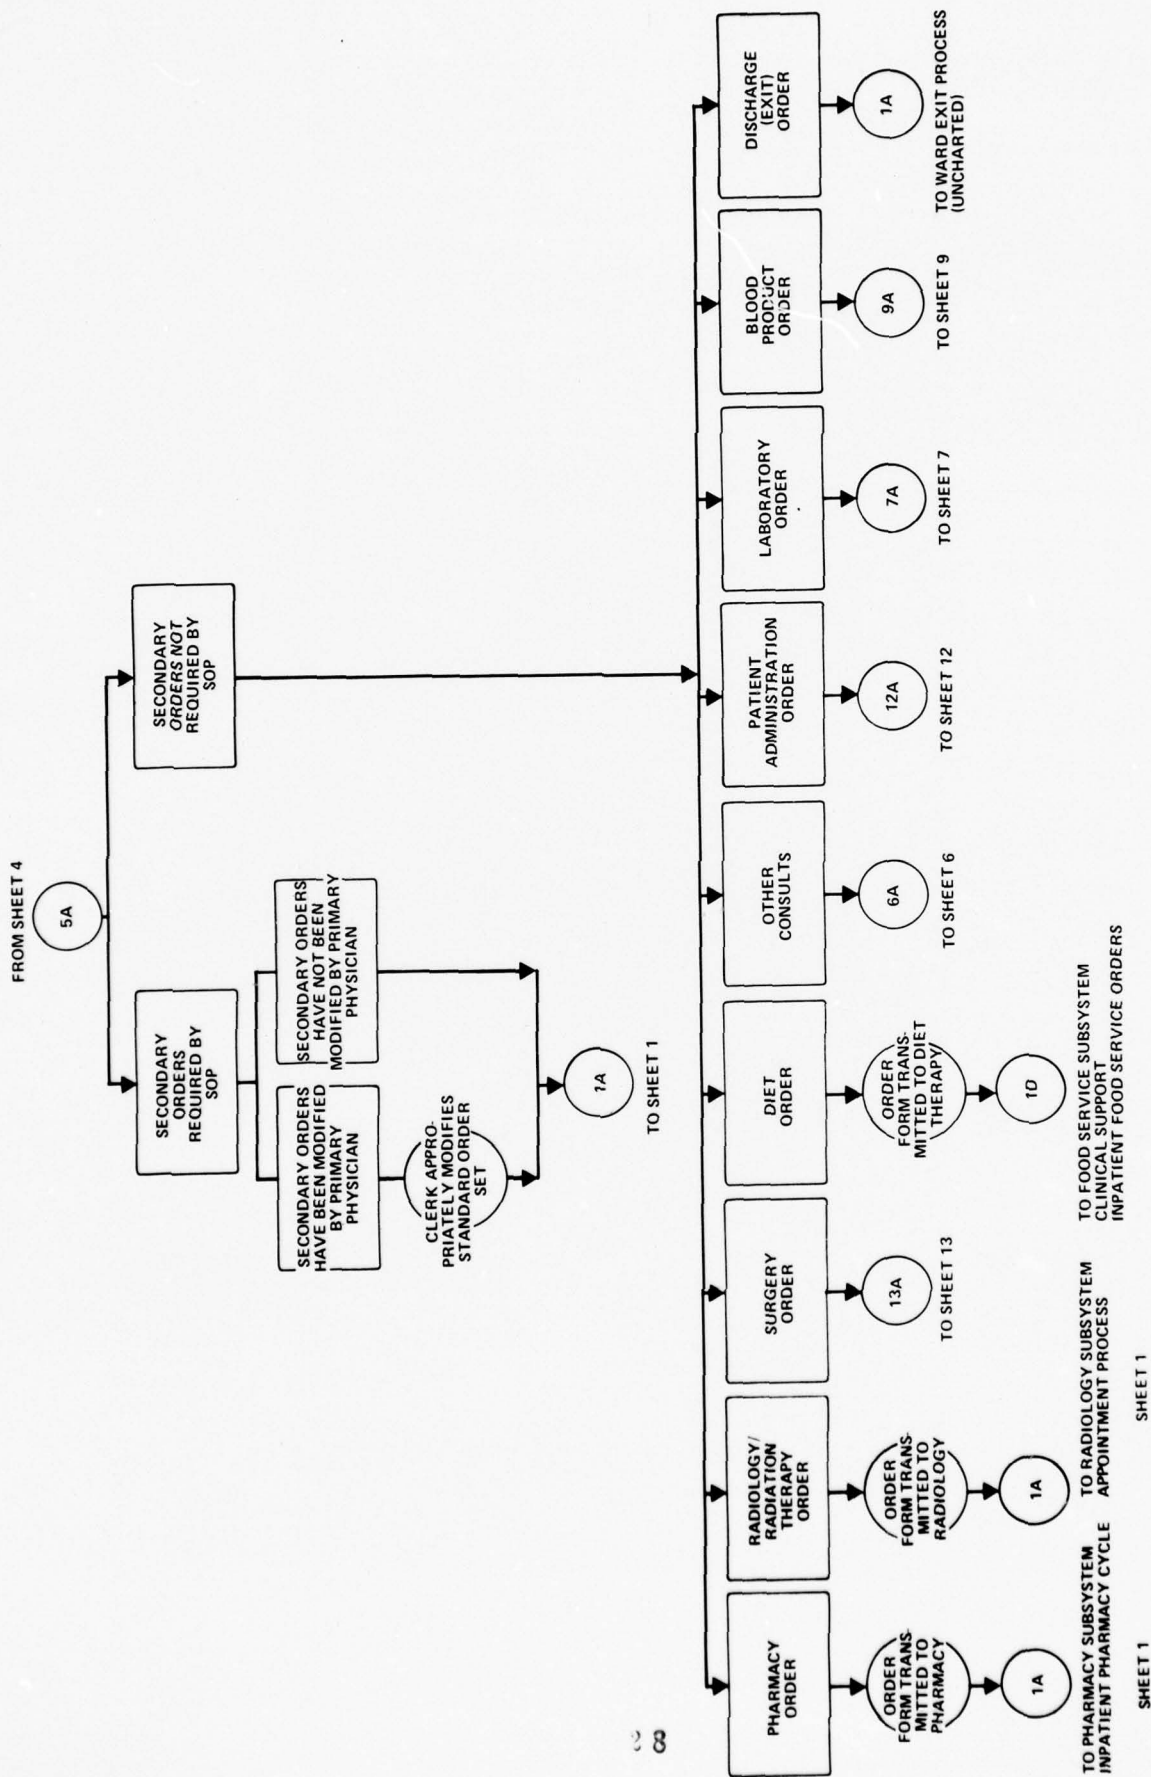 FROM SHEET 4
5A
SECONDARY
ORDERS
REQUIRED BY
SOP
SECONDARY
ORDERS NOT
REQUIRED BY
SOP
SECONDARY ORDERS
HAVE BEEN MODIFIED
BY PRIMARY
PHYSICIAN
SECONDARY ORDERS
HAVE NOT BEEN
MODIFIED BY PRIMARY
PHYSICIAN
CLERK APPRO-
PRIATELY MODIFIES
STANDARD ORDER
SET
1A
TO SHEET 1
PHARMACY
ORDER
ORDER
FORM TRANS-
MITTED TO
PHARMACY
1A
TO PHARMACY SUBSYSTEM
INPATIENT PHARMACY CYCLE
SHEET 1
RADIOLOGY/
RADIATION
THERAPY
ORDER
ORDER
FORM TRANS-
MITTED TO
RADIOLOGY
1A
TO RADIOLOGY SUBSYSTEM
APPOINTMENT PROCESS
SHEET 1
SURGERY
ORDER
13A
TO SHEET 13
DIET
ORDER
ORDER
FORM TRANS-
MITTED TO DIET
THERAPY
1D
TO FOOD SERVICE SUBSYSTEM
CLINICAL SUPPORT
INPATIENT FOOD SERVICE ORDERS
OTHER
CONSULTS
6A
TO SHEET 6
PATIENT
ADMINISTRATION
ORDER
12A
TO SHEET 12
LABORATORY
ORDER
7A
TO SHEET 7
BLOOD
PRODUCT
ORDER
9A
TO SHEET 9
DISCHARGE
(EXIT)
ORDER
1A
TO WARD EXIT PROCESS
(UNCHARTED)